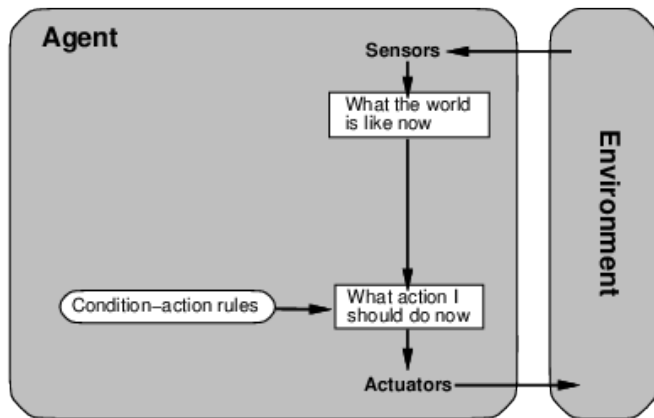 Agent
Sensors
What the world
is like now
Environment
Condition–action rules
What action I
should do now
Actuators